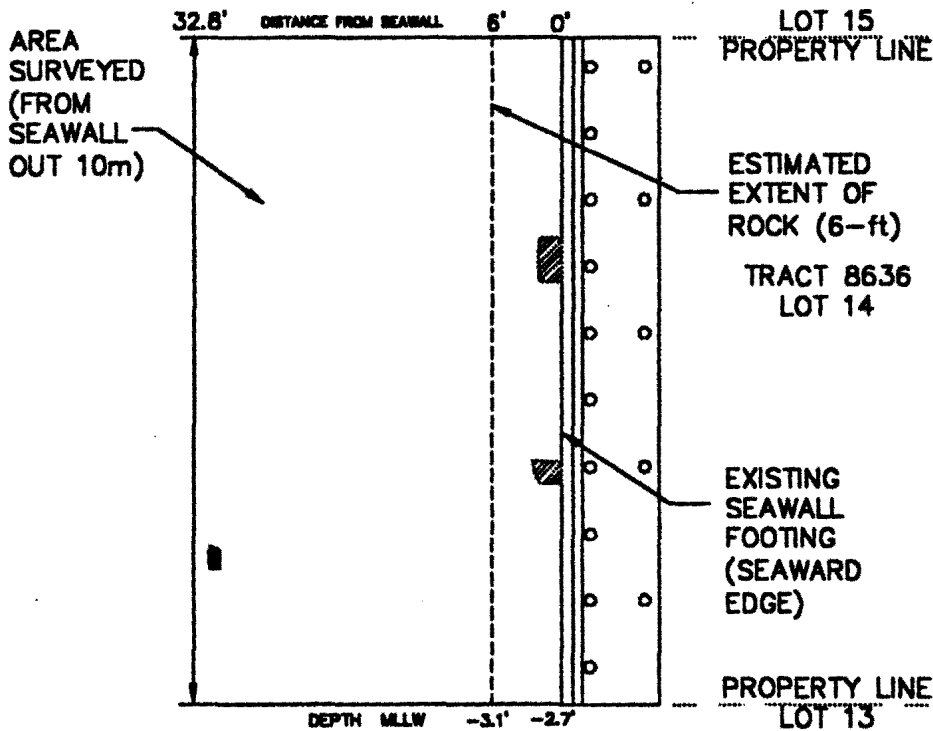 32.8' DISTANCE FROM SEAWALL 6' 0'
LOT 15
PROPERTY LINE
AREA
SURVEYED
(FROM
SEAWALL
OUT 10m)
ESTIMATED
EXTENT OF
ROCK (6-ft)
TRACT 8636
LOT 14
EXISTING
SEAWALL
FOOTING
(SEAWARD
EDGE)
PROPERTY LINE
LOT 13
DEPTH MLLW -3.1' -2.7'